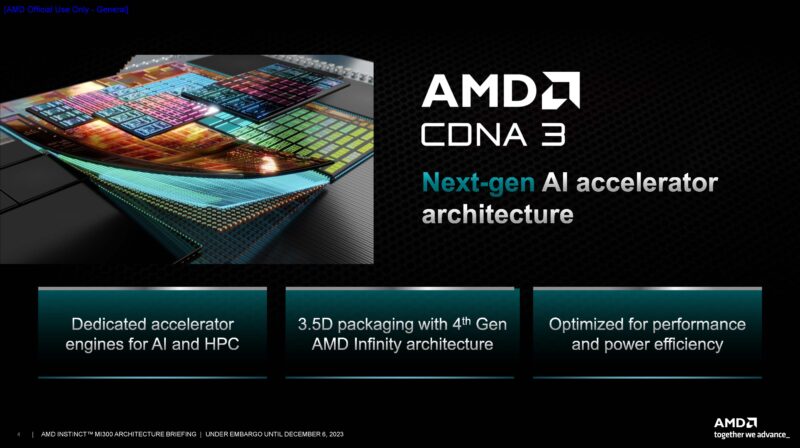 [AMD Official Use Only - General]
AMD
CDNA 3
Next-gen AI accelerator
architecture
Dedicated accelerator
engines for AI and HPC
3.5D packaging with 4th Gen
AMD Infinity architecture
Optimized for performance
and power efficiency
4 | AMD INSTINCT™ MI300 ARCHITECTURE BRIEFING | UNDER EMBARGO UNTIL DECEMBER 6, 2023
AMD
together we advance_